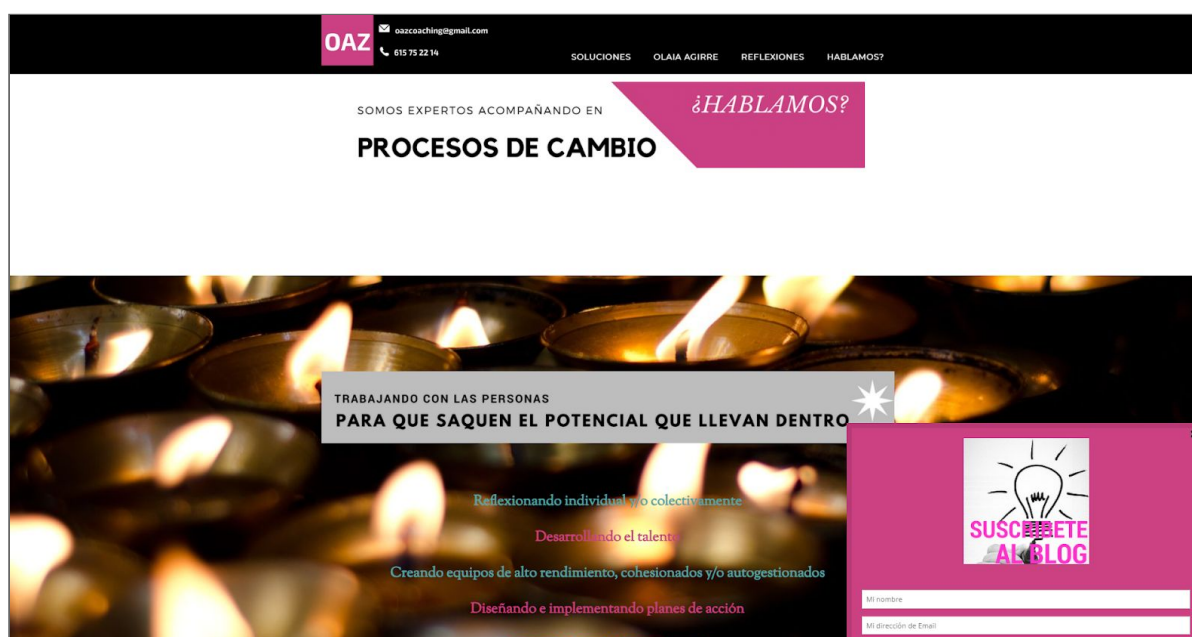 OAZ
oazcoaching@gmail.com
615 75 22 14
SOLUCIONES OLAIA AGIRRE REFLEXIONES HABLAMOS?
SOMOS EXPERTOS ACOMPAÑANDO EN
¿HABLAMOS?
PROCESOS DE CAMBIO
TRABAJANDO CON LAS PERSONAS
PARA QUE SAQUEN EL POTENCIAL QUE LLEVAN DENTRO
Reflexionando individual y/o colectivamente
Desarrollando el talento
Creando equipos de alto rendimiento, cohesionados y/o autogestionados
Diseñando e implementando planes de acción
SUSCRIBETE
AL BLOG
Mi nombre
Mi dirección de Email